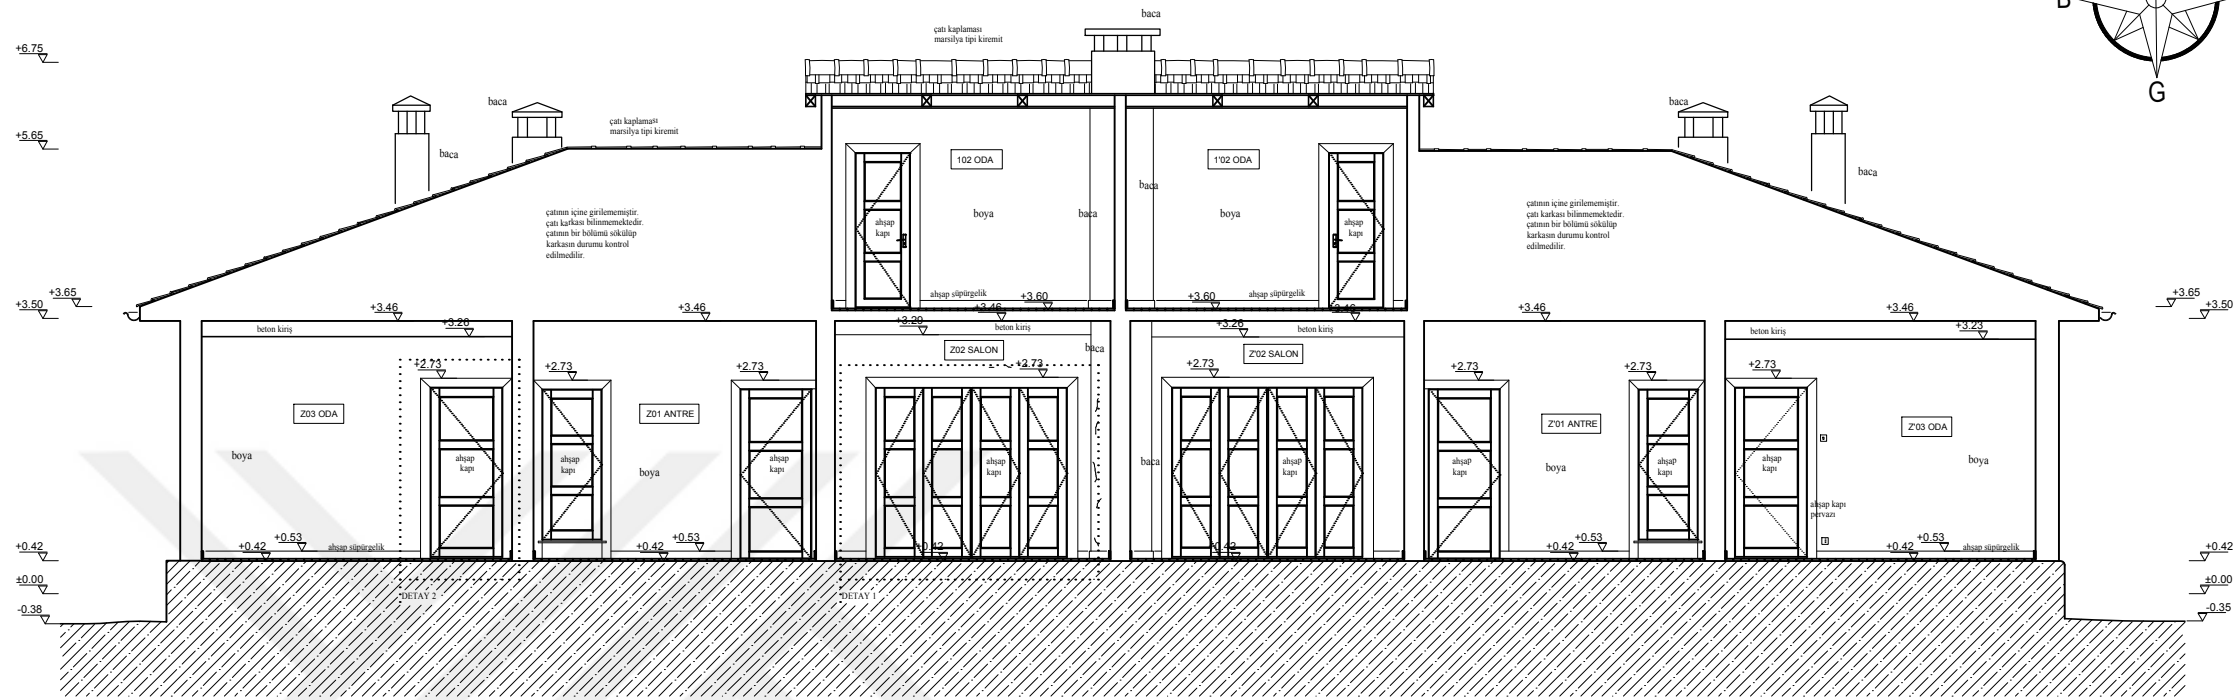 baca
B
G
çatı kaplaması
marsilya tipi kiremit
+6.75
baca
baca
çatı kaplaması
marsilya tipi kiremit
+5.65
baca
baca
baca
102 ODA
1'02 ODA
baca
boya
baca
boya
ahşap
kapı
ahşap
kapı
çatının içine girilememiştir.
çatı karkası bilinmemektedir.
çatının bir bölümü sökülüp
karkasın durumu kontrol
edilmedilir.
çatının içine girilememiştir.
çatı karkası bilinmemektedir.
çatının bir bölümü sökülüp
karkasın durumu kontrol
edilmedilir.
+3.65
+3.50
ahşap süpürgelik
+3.60
+3.60
ahşap süpürgelik
+3.65
+3.50
+3.46
+3.46
+3.46
+3.46
+3.46
+3.46
beton kiriş
+3.26
+3.29
beton kiriş
+3.26
beton kiriş
beton kiriş
+3.23
Z02 SALON
baca
Z'02 SALON
+2.73
+2.73
+2.73
+2.73
+2.73
+2.73
+2.73
+2.73
Z03 ODA
Z01 ANTRE
Z'01 ANTRE
Z'03 ODA
boya
ahşap
kapı
ahşap
kapı
boya
ahşap
kapı
ahşap
kapı
baca
ahşap
kapı
ahşap
kapı
boya
ahşap
kapı
ahşap
kapı
boya
ahşap kapı
pervazı
+0.42
+0.42
+0.53
ahşap süpürgelik
+0.42
+0.53
+0.42
+0.42
+0.42
+0.53
+0.42
+0.53
ahşap süpürgelik
+0.42
±0.00
DETAY 2
DETAY 1
±0.00
-0.38
-0.35